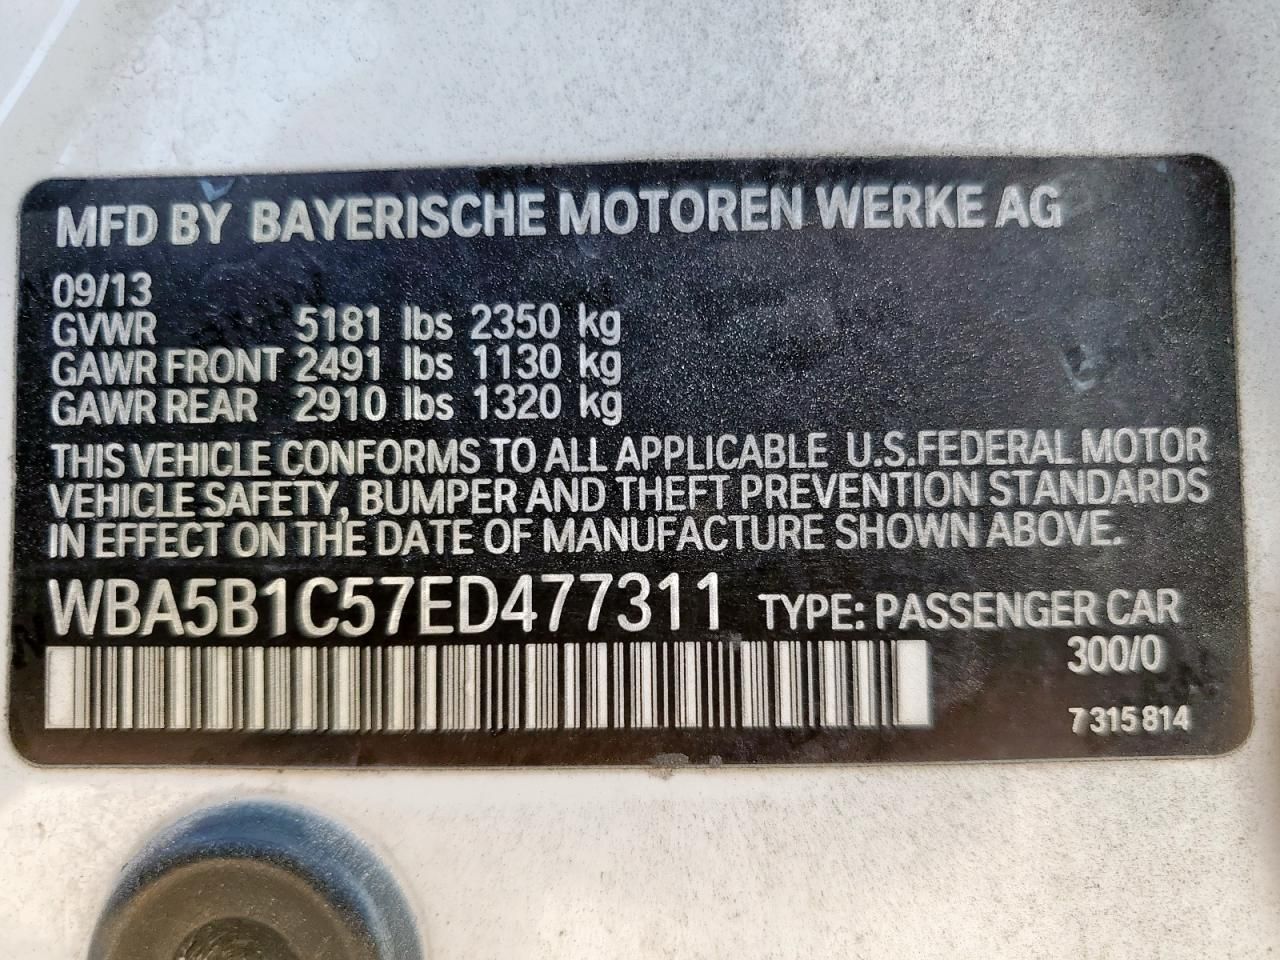 MFD BY BAYERISCHE MOTOREN WERKE AG
09/13
GVWR 5181 lbs 2350 kg
GAWR FRONT 2491 lbs 1130 kg
GAWR REAR 2910 lbs 1320 kg
THIS VEHICLE CONFORMS TO ALL APPLICABLE U.S.FEDERAL MOTOR
VEHICLE SAFETY, BUMPER AND THEFT PREVENTION STANDARDS
IN EFFECT ON THE DATE OF MANUFACTURE SHOWN ABOVE.
WBA5B1C57ED477311 TYPE: PASSENGER CAR
300/0
7 315 814